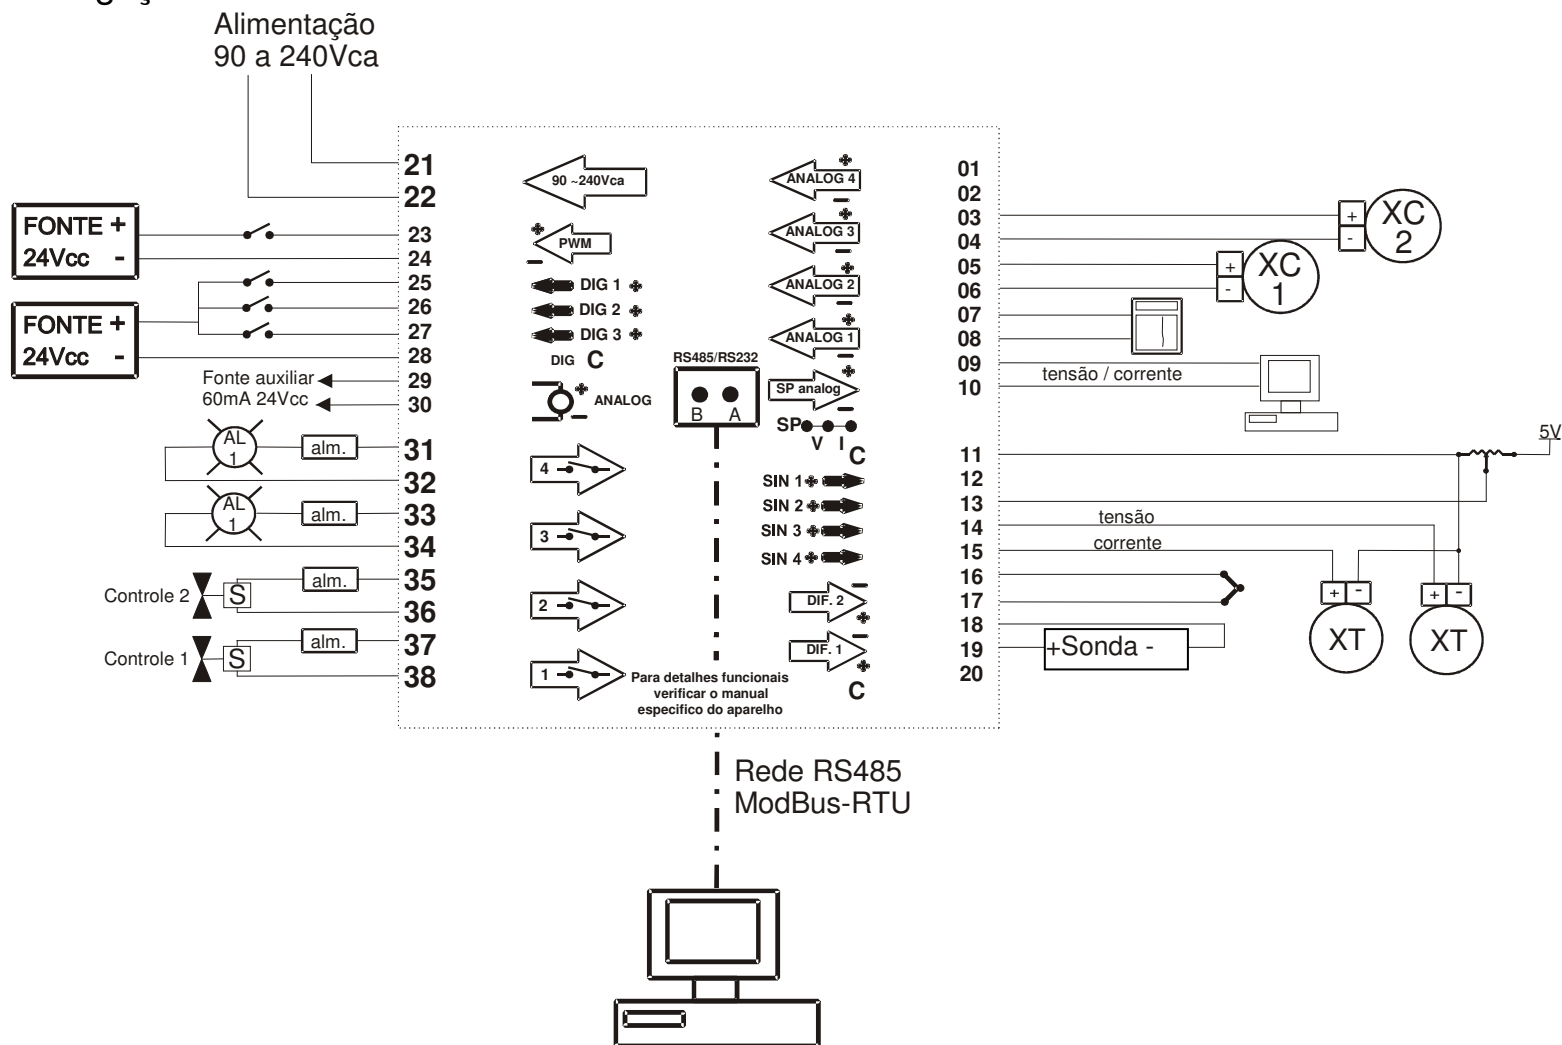 Alimentação
90 a 240Vca
21
22
23
24
25
26
27
28
29
30
31
32
33
34
35
36
37
38
FONTE +
24Vcc -
FONTE +
24Vcc -
Fonte auxiliar
60mA 24Vcc
AL
1
alm.
AL
1
alm.
Controle 2
S
alm.
Controle 1
S
alm.
90 ~240Vca
+
PWM
-
DIG 1 +
DIG 2 +
DIG 3 +
DIG C
+
ANALOG
-
4
3
2
1
RS485/RS232
B A
+
ANALOG 4
-
+
ANALOG 3
-
+
ANALOG 2
-
+
ANALOG 1
-
+
SP analog
-
SP
V I
C
SIN 1 +
SIN 2 +
SIN 3 +
SIN 4 +
-
DIF. 2
+
-
DIF. 1
+
C
Para detalhes funcionais
verificar o manual
especifico do aparelho
01
02
03
04
05
06
07
08
09
10
11
12
13
14
15
16
17
18
19
20
+
-
XC
2
+
-
XC
1
tensão / corrente
5V
tensão
corrente
+ -
XT
+ -
XT
+Sonda -
Rede RS485
ModBus-RTU